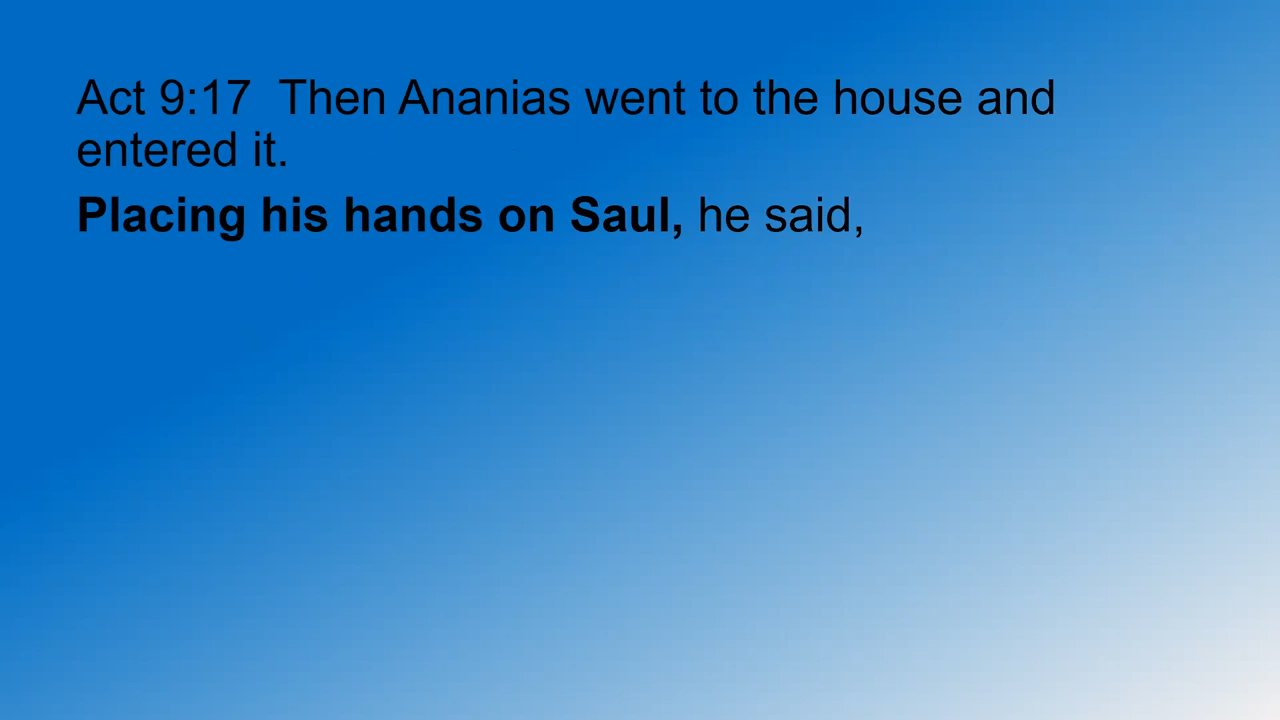 Act 9:17  Then Ananias went to the house and
entered it.
Placing his hands on Saul, he said,